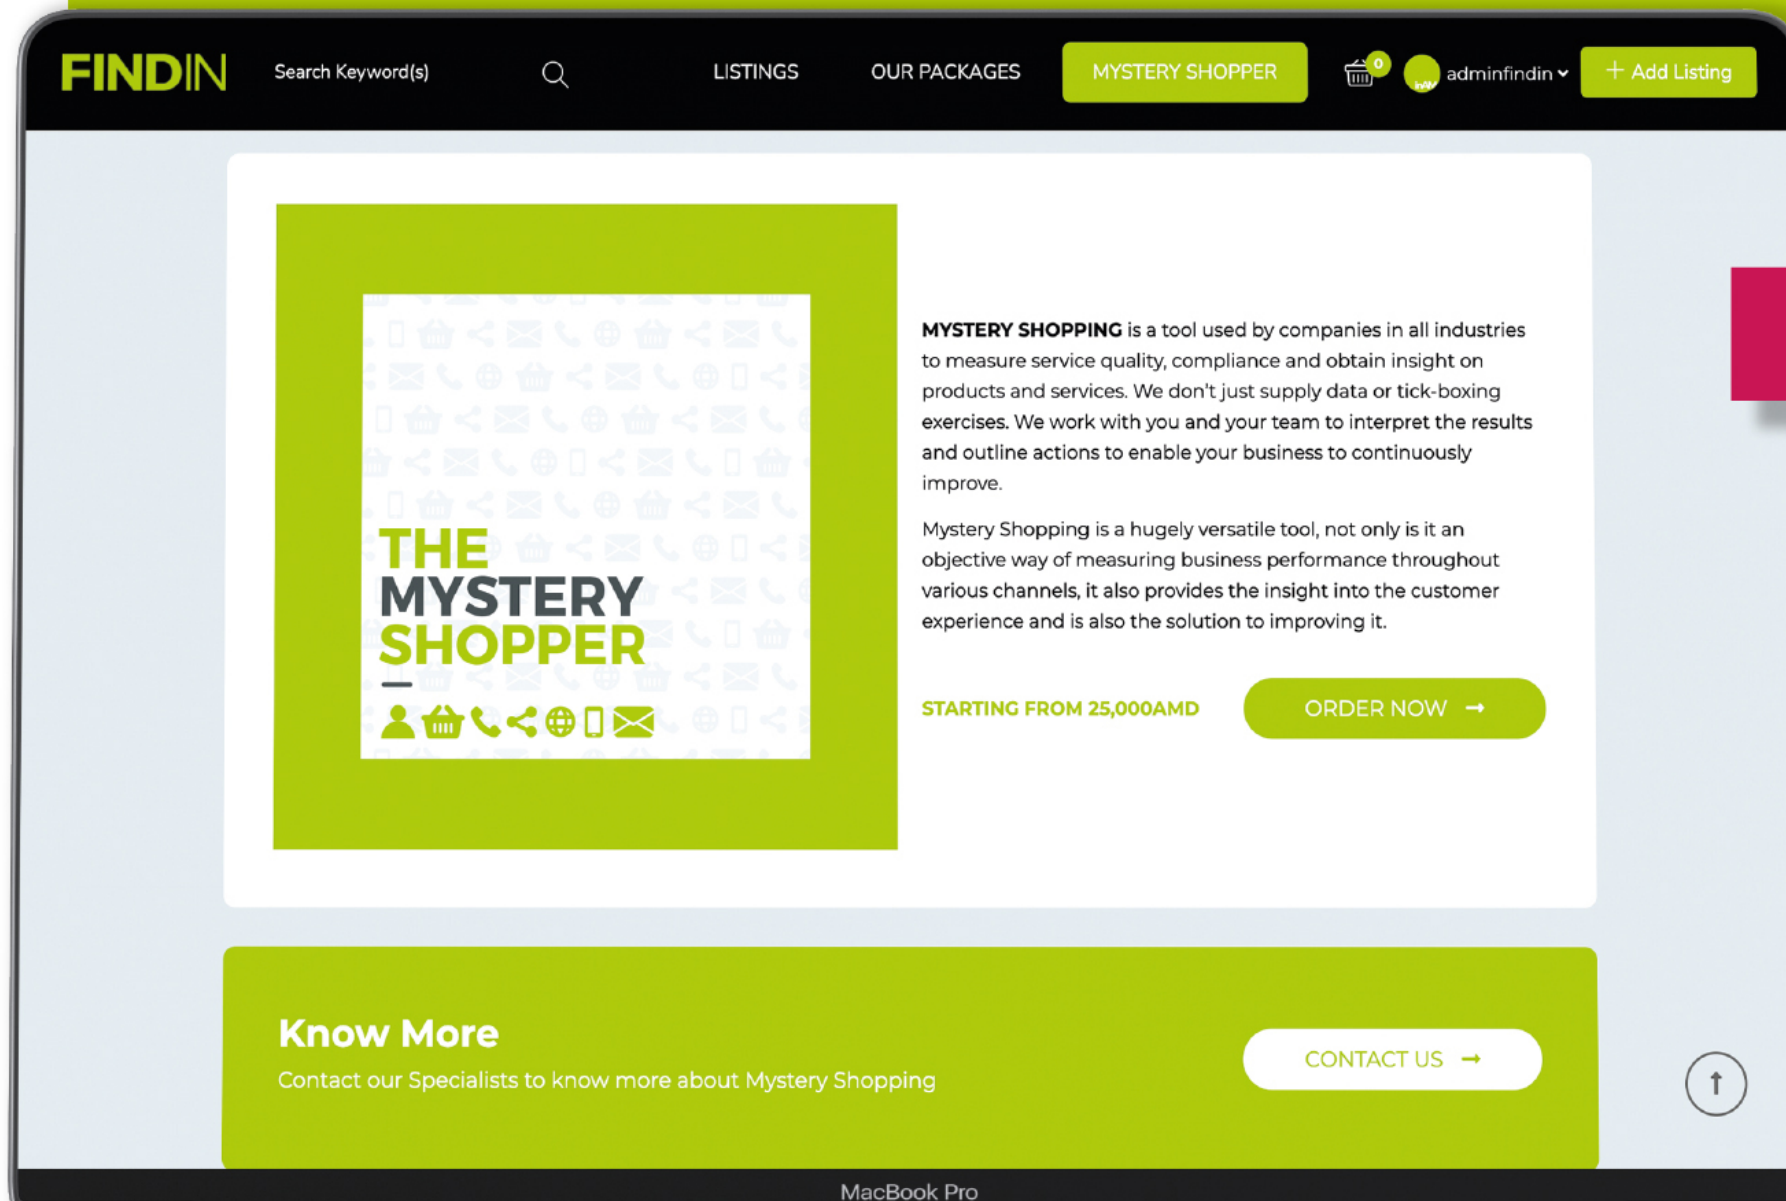 FINDIN
Search Keyword(s)
LISTINGS
OUR PACKAGES
MYSTERY SHOPPER
0
adminfindin
+ Add Listing
THE
MYSTERY
SHOPPER
MYSTERY SHOPPING is a tool used by companies in all industries
to measure service quality, compliance and obtain insight on
products and services. We don't just supply data or tick-boxing
exercises. We work with you and your team to interpret the results
and outline actions to enable your business to continuously
improve.
Mystery Shopping is a hugely versatile tool, not only is it an
objective way of measuring business performance throughout
various channels, it also provides the insight into the customer
experience and is also the solution to improving it.
STARTING FROM 25,000AMD
ORDER NOW →
Know More
Contact our Specialists to know more about Mystery Shopping
CONTACT US →
MacBook Pro